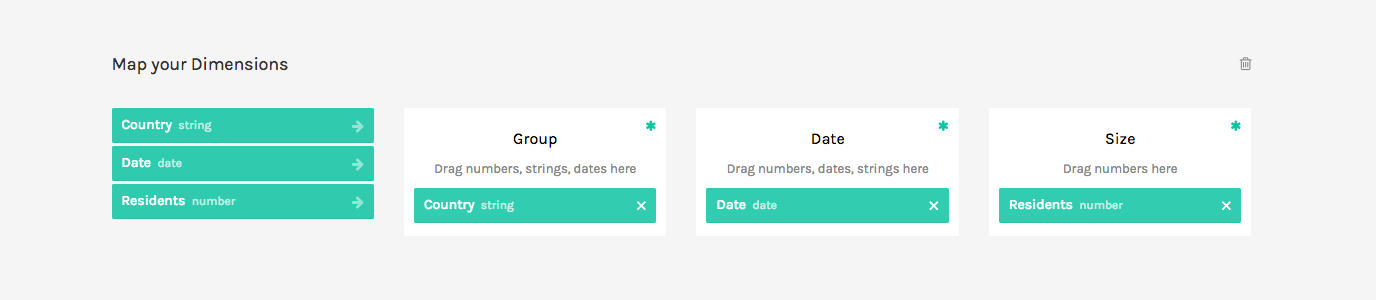 Map your Dimensions
Country string
Date date
Residents number
Group
Drag numbers, strings, dates here
Country string
Date
Drag numbers, dates, strings here
Date date
Size
Drag numbers here
Residents number